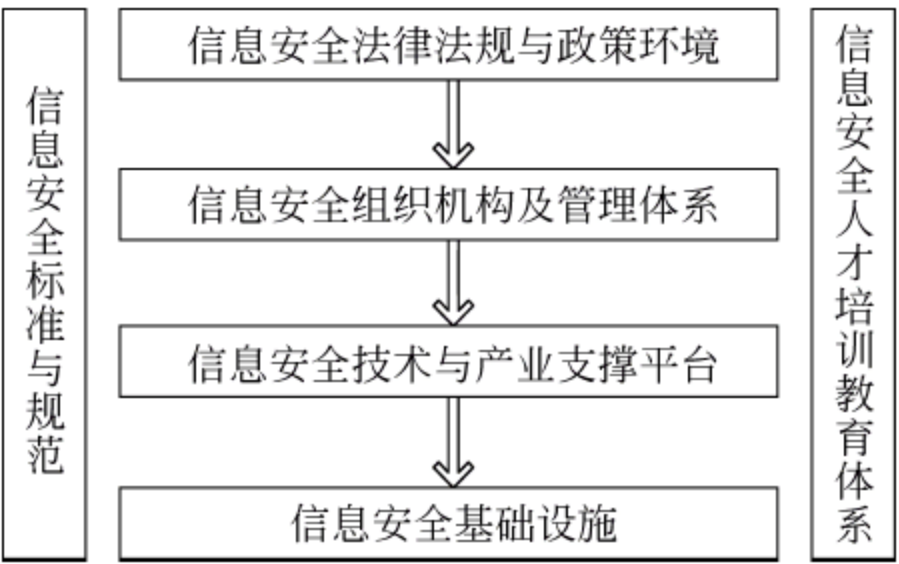 信息安全标准与规范
信息安全法律法规与政策环境
信息安全组织机构及管理体系
信息安全技术与产业支撑平台
信息安全基础设施
信息安全人才培训教育体系